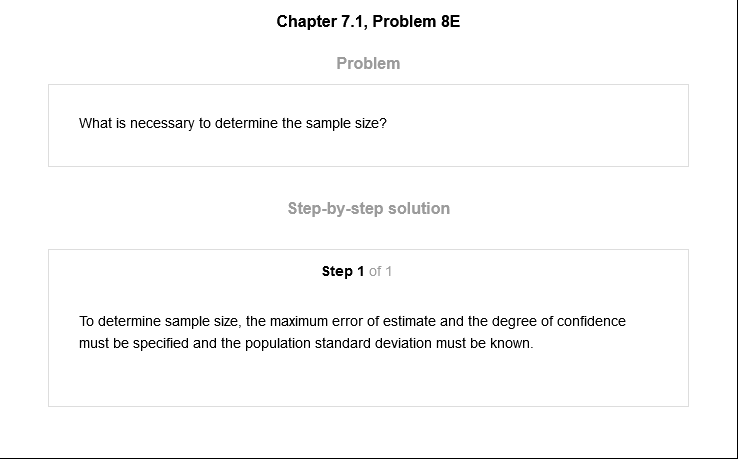 Chapter 7.1, Problem 8E
Problem
What is necessary to determine the sample size?
Step-by-step solution
Step 1 of 1
To determine sample size, the maximum error of estimate and the degree of confidence
must be specified and the population standard deviation must be known.